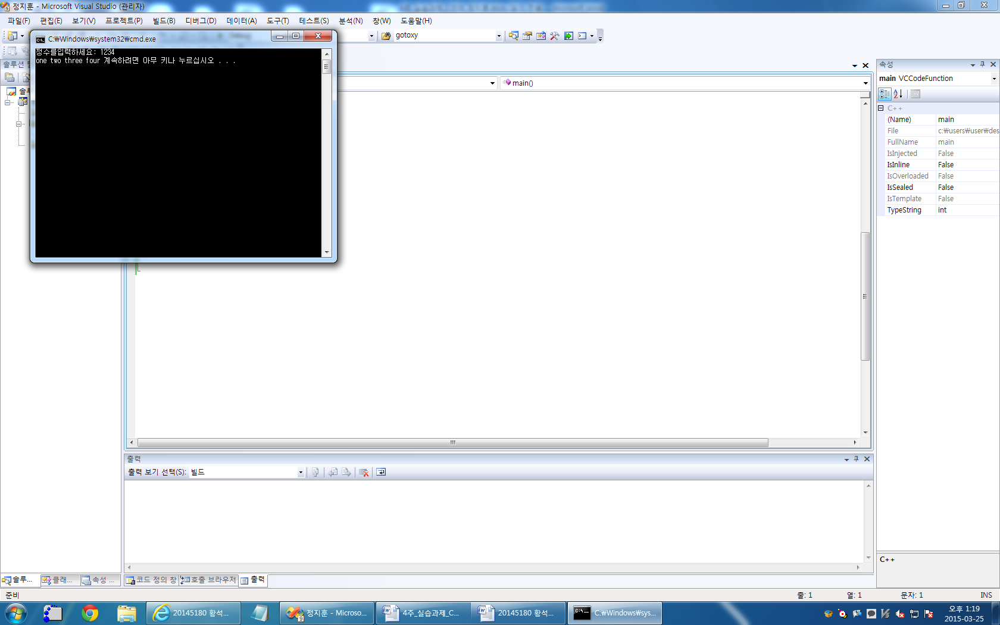 정지훈 - Microsoft Visual Studio (관리자)
파일(F) 편집(E) 보기(V) 프로젝트(P) 빌드(B) 디버그(D) 데이터(A) 도구(T) 테스트(S) 분석(N) 창(W) 도움말(H)
gotoxy
C:\Windows\system32\cmd.exe
정수를입력하세요: 1234
one two three four 계속하려면 아무 키나 누르십시오 . . .
솔루션
솔루
main()
속성
main VCCodeFunction
C++
(Name) main
File c:\users\user\des
FullName main
IsInjected False
IsInline False
IsOverloaded False
IsSealed False
IsTemplate False
TypeString int
C++
출력
출력 보기 선택(S): 빌드
솔루... 클래... 속성 ...
코드 정의 창 호출 브라우저 출력
준비 줄: 1 열: 1 문자: 1 INS
20145180 황석... 정지훈 - Microso... 4주_실습과제_C... 20145180 황석... C:\Windows\sys...
오후 1:19
2015-03-25